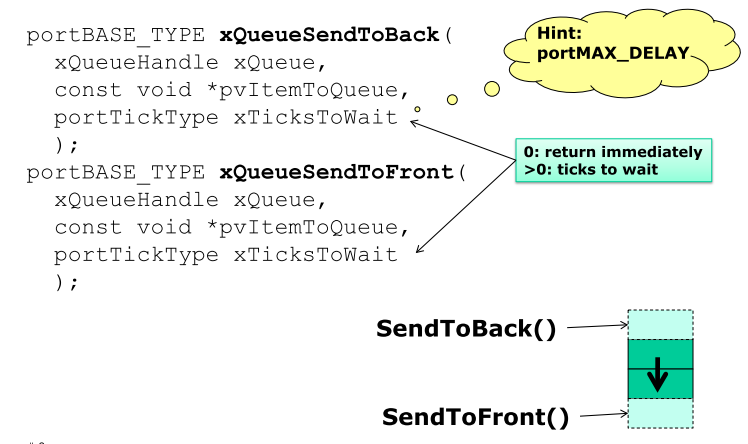 portBASE_TYPE xQueueSendToBack(
xQueueHandle xQueue,
const void *pvItemToQueue,
portTickType xTicksToWait
);
Hint:
portMAX_DELAY
0: return immediately
>0: ticks to wait
portBASE_TYPE xQueueSendToFront(
xQueueHandle xQueue,
const void *pvItemToQueue,
portTickType xTicksToWait
);
SendToBack()
SendToFront()